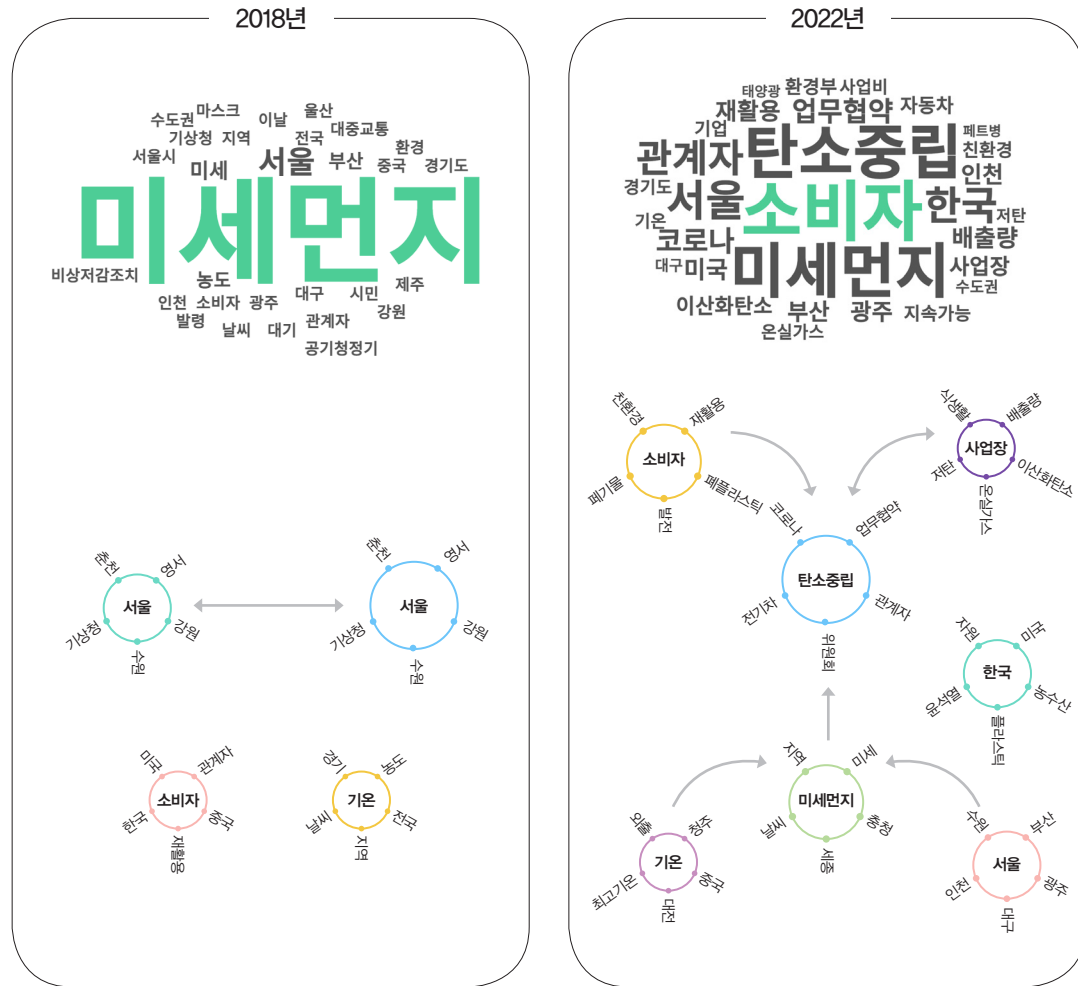 2018년
마스크
울산
수도권
이날
대중교통
기상청
지역
전국
환경
서울시
미세
서울
부산
중국
경기도
미세먼지
비상저감조치
농도
제주
인천
소비자
광주
대구
시민
발령
날씨
대기
관계자
강원
공기청정기
춘천
영서
서울
기상청
강원
수원
춘천
영서
서울
기상청
강원
수원
미국
관계자
소비자
한국
중국
재활용
경기
농도
기온
날씨
전국
지역
2022년
태양광
환경부
사업비
재활용
업무협약
자동차
기업
탄소중립
페트병
관계자
친환경
인천
경기도
서울
소비자
한국
기온
저탄
코로나
배출량
대구
미국
미세먼지
사업장
수도권
이산화탄소
부산
광주
지속가능
온실가스
친환경
재활용
소비자
폐기물
폐플라스틱
발전
식생활
배출량
사업장
저탄
이산화탄소
온실가스
코로나
업무협약
탄소중립
전기차
관계자
위원회
자원
미국
한국
윤석열
농수산
플라스틱
지역
미세
미세먼지
날씨
충청
세종
외출
청주
기온
최고기온
중국
대전
수원
부산
서울
인천
광주
대구